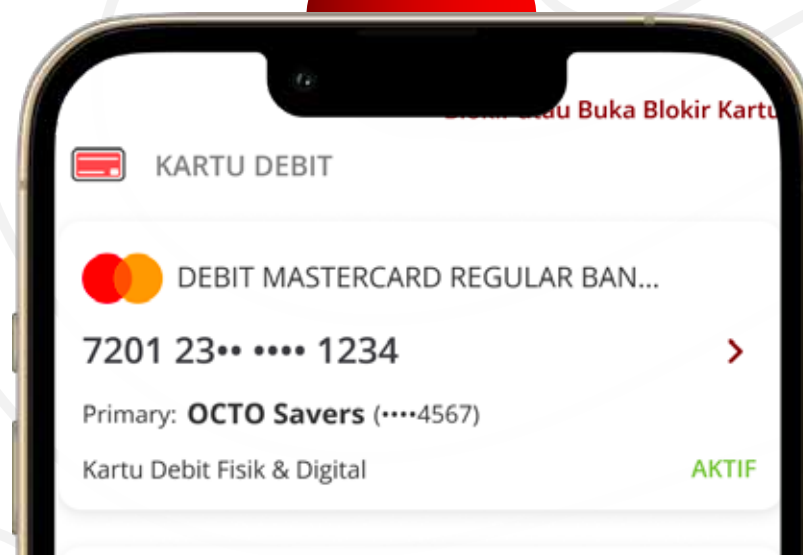 atau Buka Blokir Kartu
KARTU DEBIT
DEBIT MASTERCARD REGULAR BAN...
7201 23•• •••• 1234
Primary: OCTO Savers (••••4567)
Kartu Debit Fisik & Digital
AKTIF